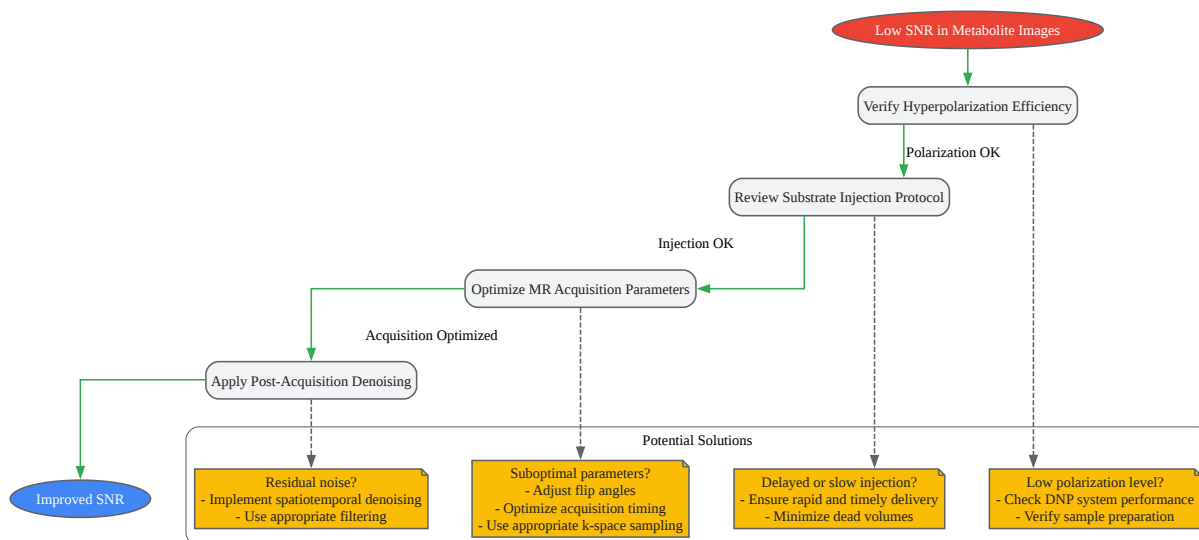 Low SNR in Metabolite Images
Verify Hyperpolarization Efficiency
Polarization OK
Review Substrate Injection Protocol
Injection OK
Optimize MR Acquisition Parameters
Acquisition Optimized
Apply Post-Acquisition Denoising
Potential Solutions
Improved SNR
Residual noise?
- Implement spatiotemporal denoising
- Use appropriate filtering
Suboptimal parameters?
- Adjust flip angles
- Optimize acquisition timing
- Use appropriate k-space sampling
Delayed or slow injection?
- Ensure rapid and timely delivery
- Minimize dead volumes
Low polarization level?
- Check DNP system performance
- Verify sample preparation